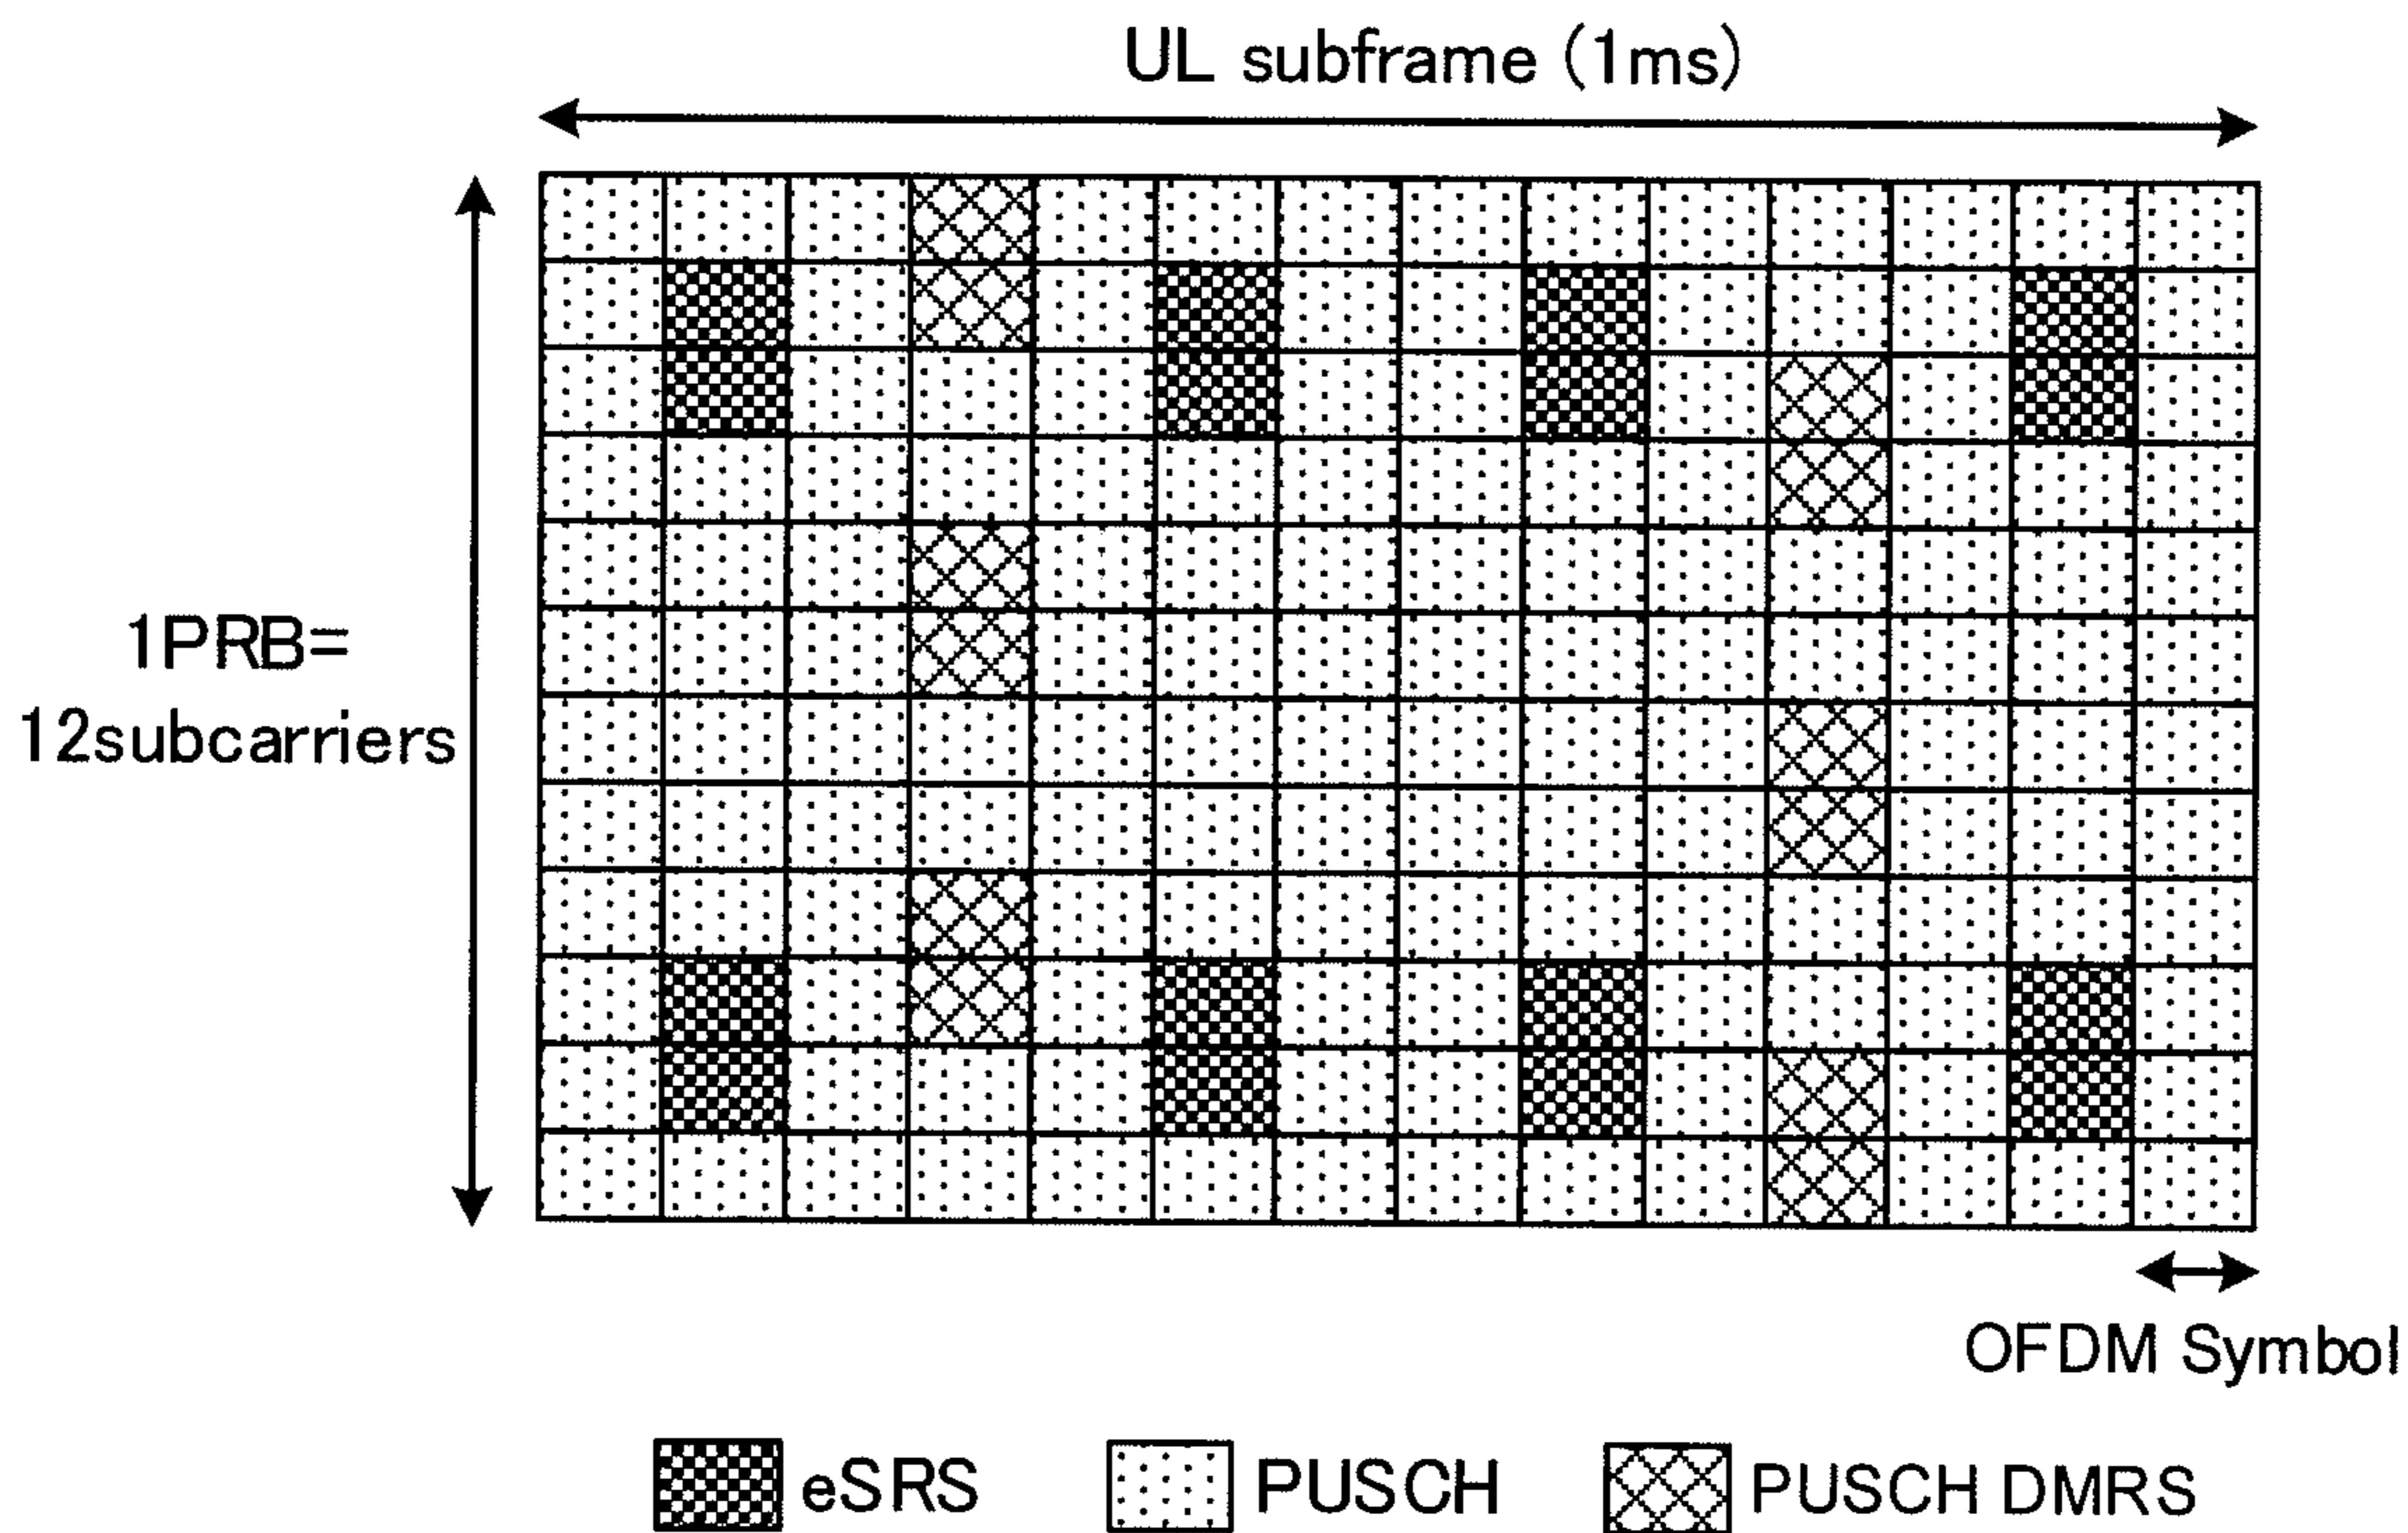 UL subframe (1ms)
1PRB=
12subcarriers
OFDM Symbol
eSRS
PUSCH
PUSCH DMRS